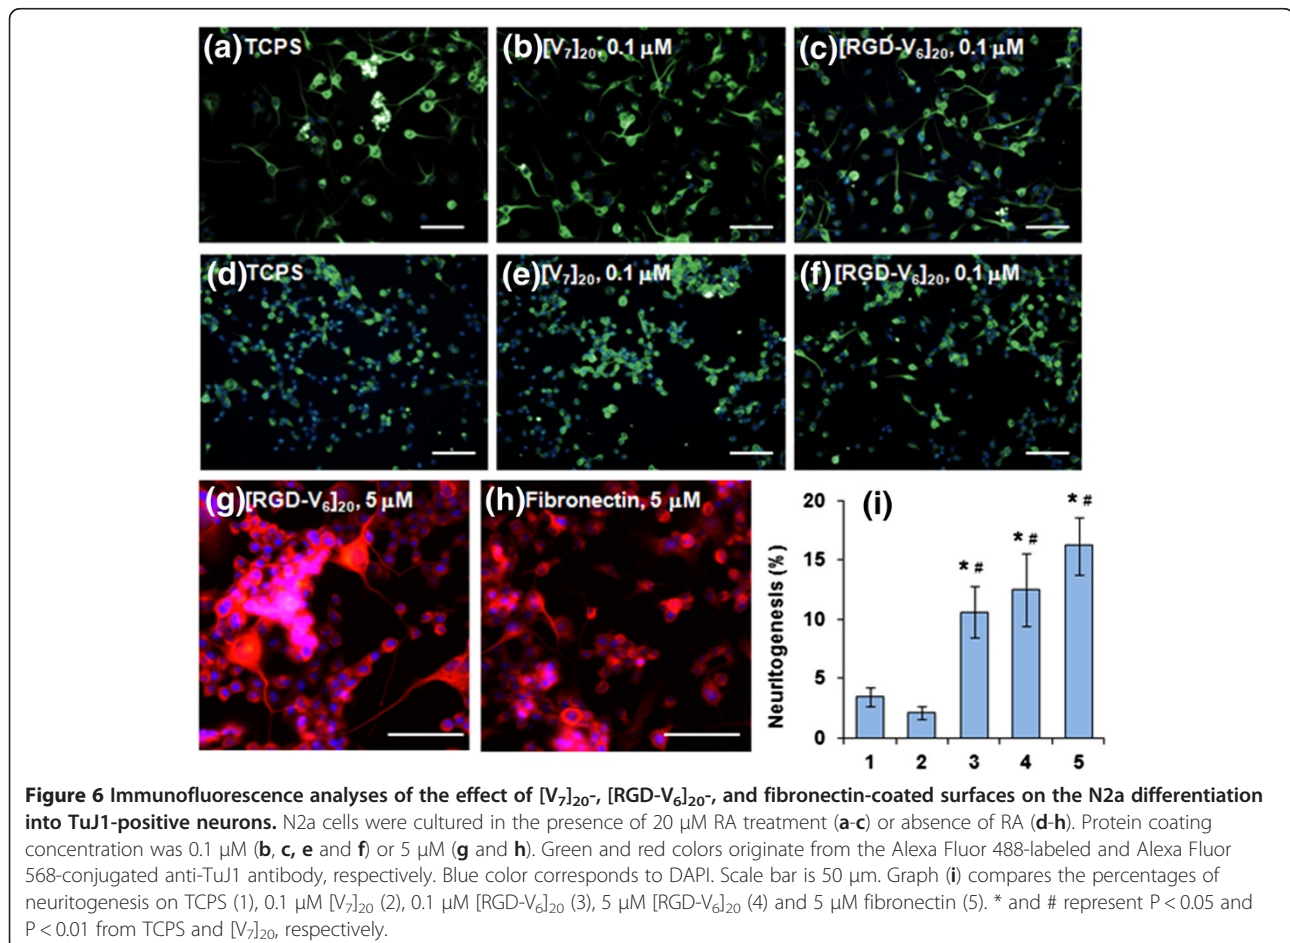 (a) TCPS
(b) [V₇]₂₀, 0.1 µM
(c) [RGD-V₆]₂₀, 0.1 µM
(d) TCPS
(e) [V₇]₂₀, 0.1 µM
(f) [RGD-V₆]₂₀, 0.1 µM
(g) [RGD-V₆]₂₀, 5 µM
(h) Fibronectin, 5 µM
(i)
Neuritogenesis (%)
20
15
10
5
0
* #
* #
* #
1 2 3 4 5
Figure 6 Immunofluorescence analyses of the effect of [V₇]₂₀-, [RGD-V₆]₂₀-, and fibronectin-coated surfaces on the N2a differentiation
into TuJ1-positive neurons. N2a cells were cultured in the presence of 20 µM RA treatment (a-c) or absence of RA (d-h). Protein coating
concentration was 0.1 µM (b, c, e and f) or 5 µM (g and h). Green and red colors originate from the Alexa Fluor 488-labeled and Alexa Fluor
568-conjugated anti-TuJ1 antibody, respectively. Blue color corresponds to DAPI. Scale bar is 50 µm. Graph (i) compares the percentages of
neuritogenesis on TCPS (1), 0.1 µM [V₇]₂₀ (2), 0.1 µM [RGD-V₆]₂₀ (3), 5 µM [RGD-V₆]₂₀ (4) and 5 µM fibronectin (5). * and # represent P < 0.05 and
P < 0.01 from TCPS and [V₇]₂₀, respectively.